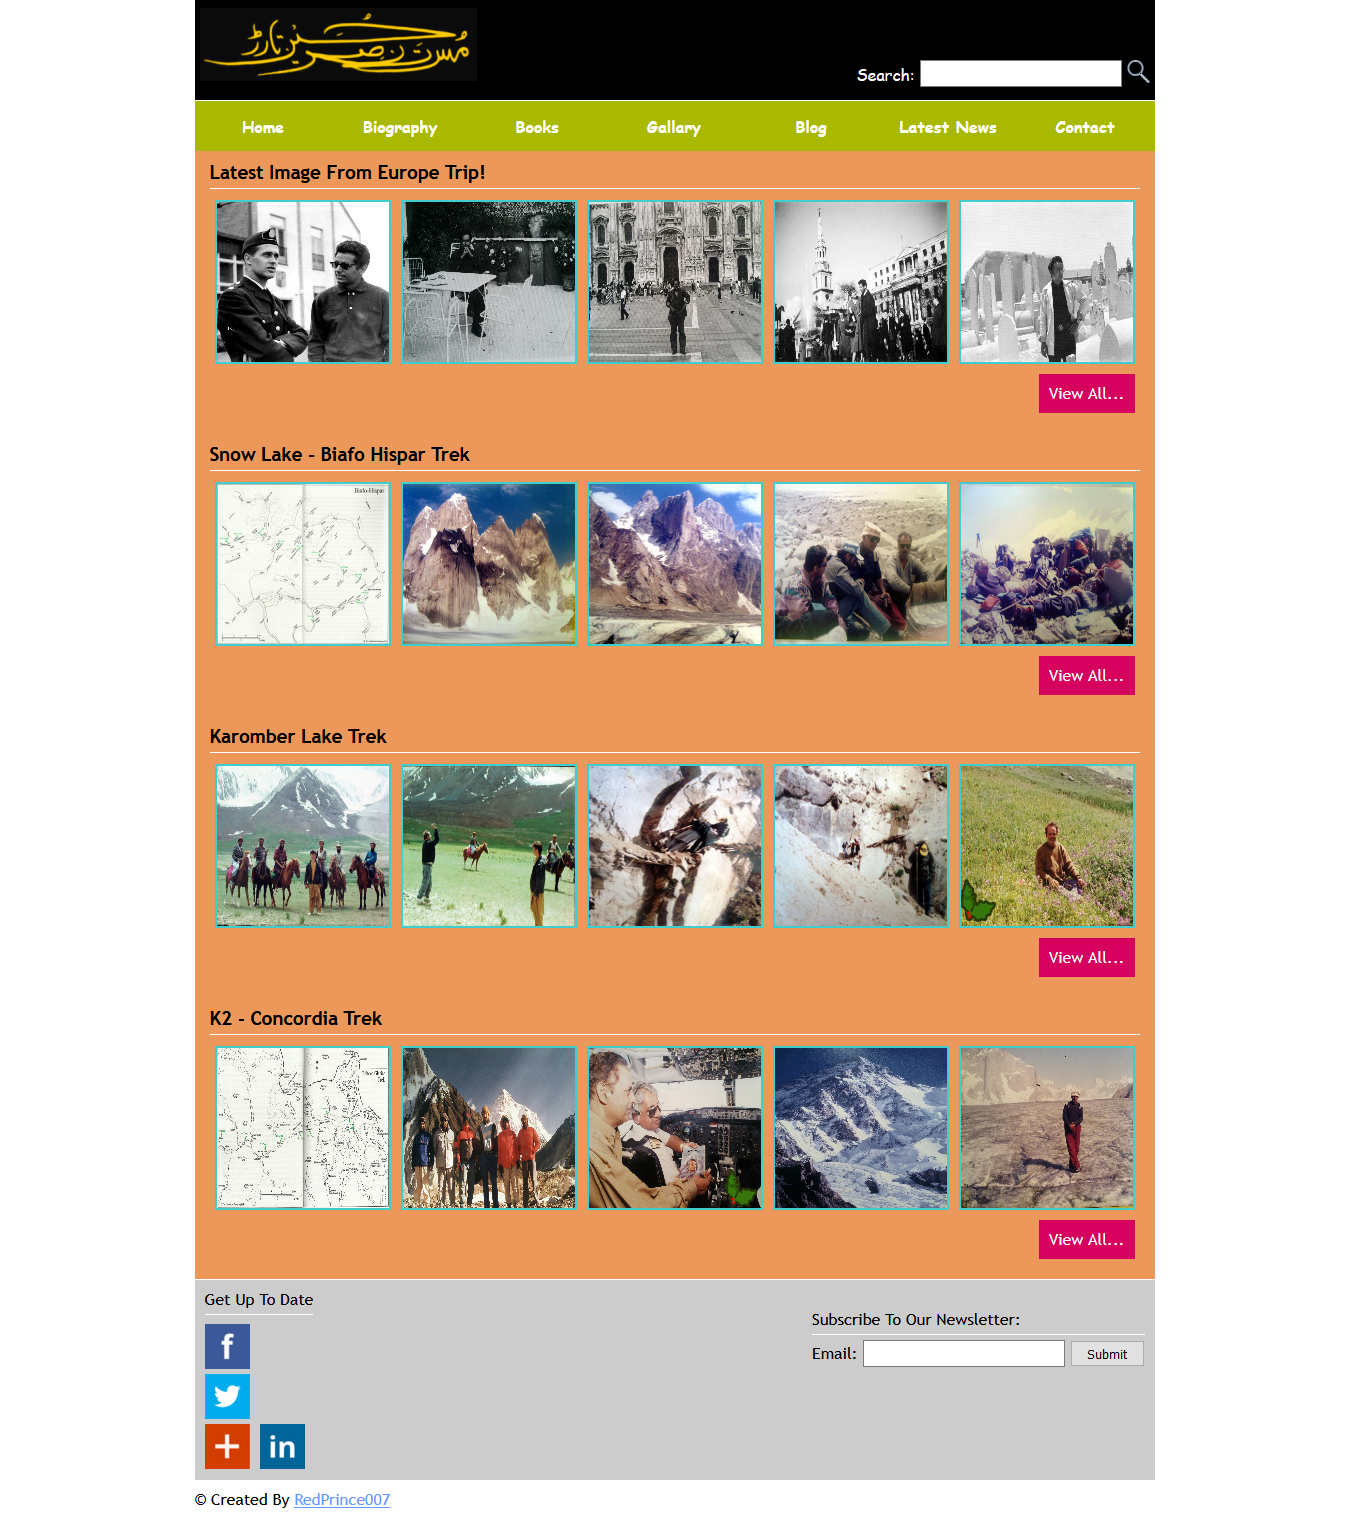 مستنصر حسین تارڑ
Search:
Home Biography Books Gallary Blog Latest News Contact
Latest Image From Europe Trip!
View All...
Snow Lake - Biafo Hispar Trek
Biafo-Hispar
View All...
Karomber Lake Trek
View All...
K2 - Concordia Trek
View All...
Get Up To Date
Subscribe To Our Newsletter:
Email: Submit
f
in
© Created By RedPrince007